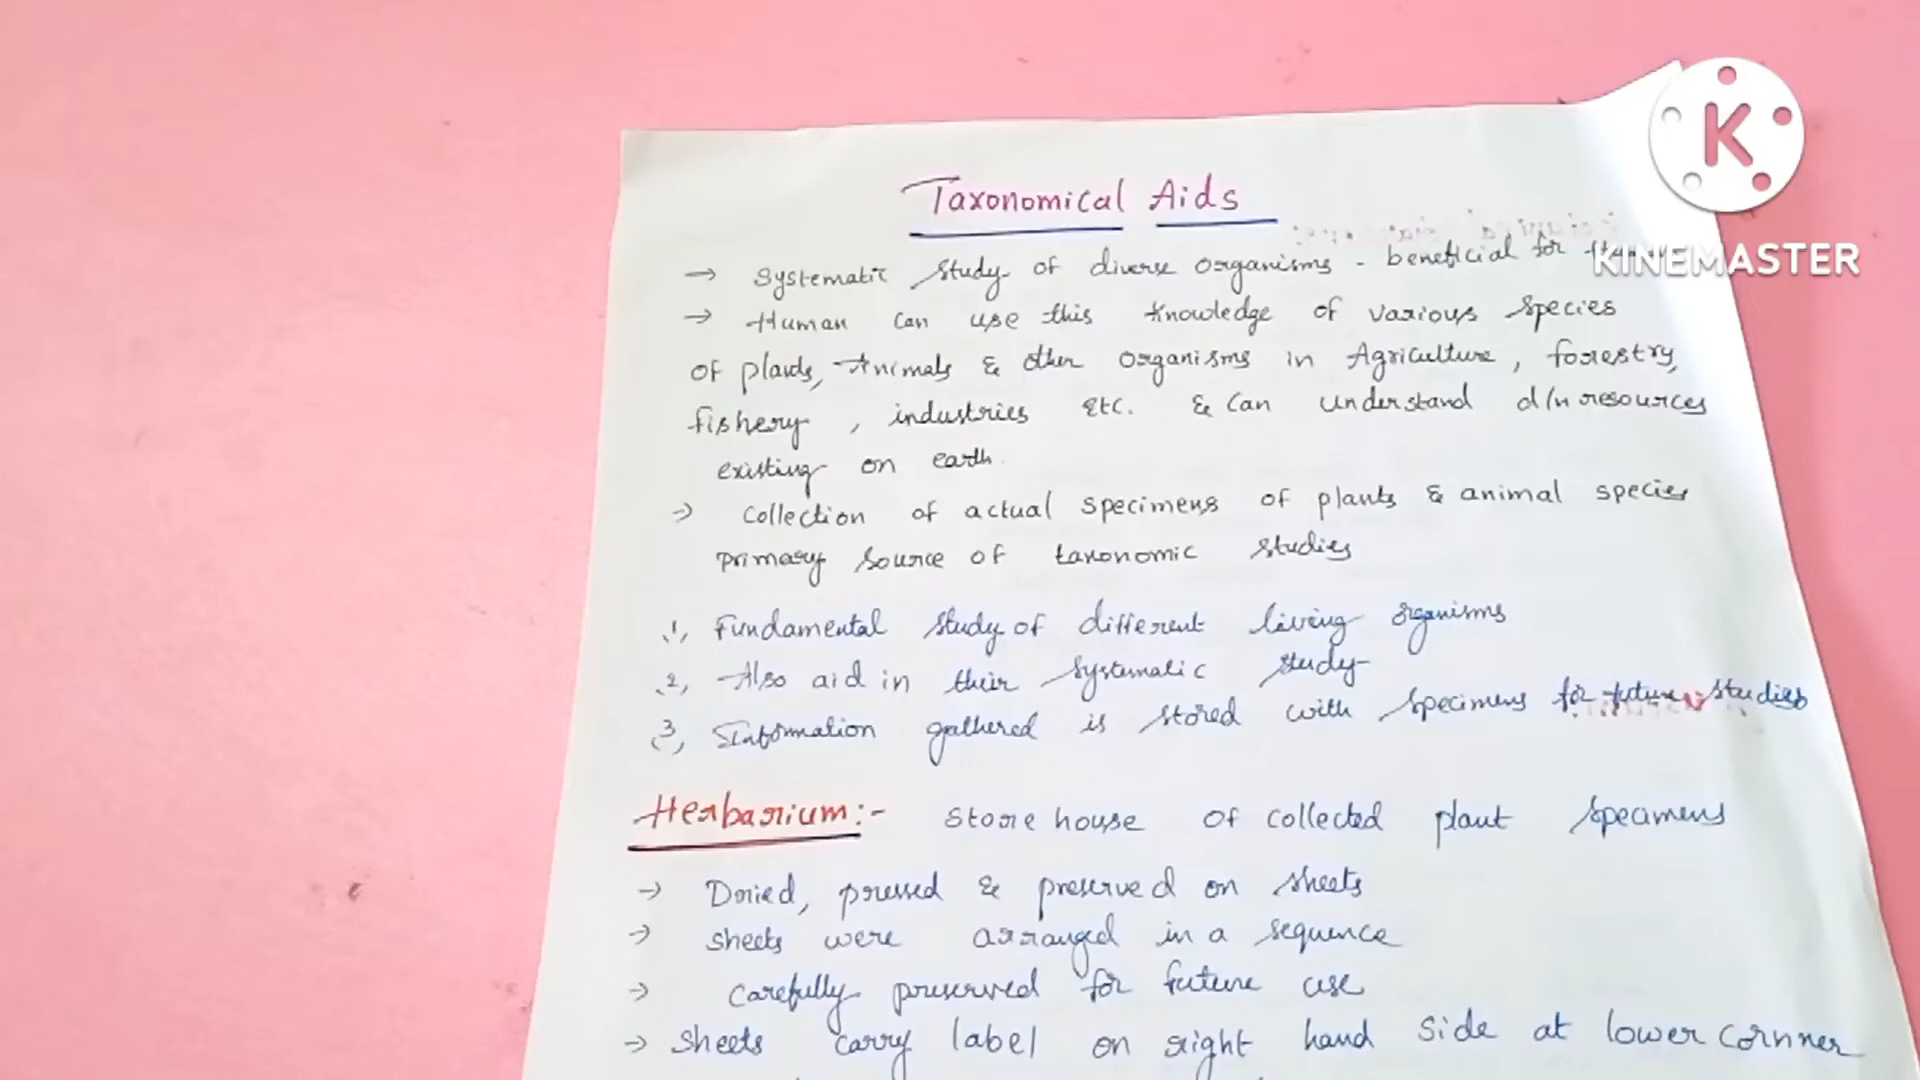 Taxonomical Aids
→ Systematic study of diverse organisms - beneficial for
→ Human can use this knowledge of various species
of plants, Animals & other organisms in Agriculture, forestry,
fishery, industries etc. & can understand d/n resources
existing on earth.
→ collection of actual specimens of plants & animal species
primary source of taxonomic studies
1, Fundamental study of different living organisms
2, Also aid in their systematic study
3, Information gathered is stored with specimens for future studies
Herbarium:- store house of collected plant specimens
→ Dried, pressed & preserved on sheets
→ sheets were arranged in a sequence
→ carefully preserved for future use
→ sheets carry label on right hand side at lower cornner
K
KINEMASTER